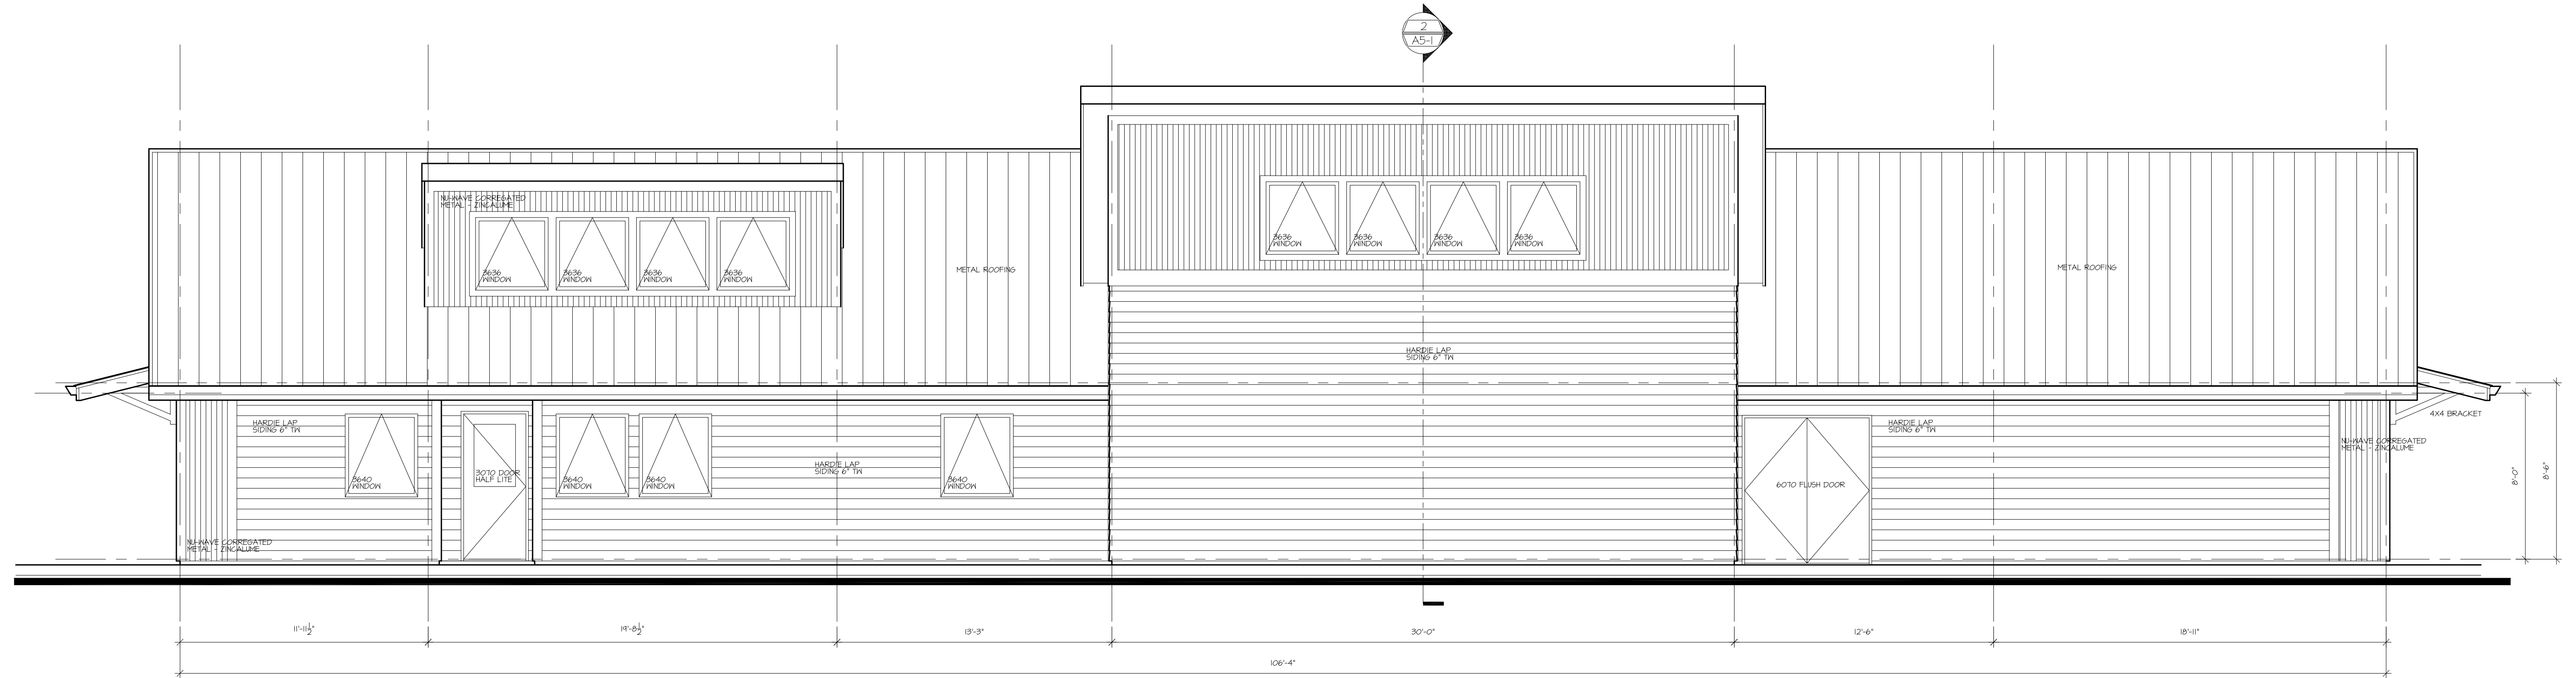 2
A5-1
NU-WAVE CORREGATED
METAL - ZINCALUME
3636
WINDOW
3636
WINDOW
3636
WINDOW
3636
WINDOW
METAL ROOFING
3636
WINDOW
3636
WINDOW
3636
WINDOW
3636
WINDOW
METAL ROOFING
HARDIE LAP
SIDING 6" TW
HARDIE LAP
SIDING 6" TW
3640
WINDOW
3070 DOOR
HALF LITE
3640
WINDOW
3640
WINDOW
HARDIE LAP
SIDING 6" TW
3640
WINDOW
6070 FLUSH DOOR
HARDIE LAP
SIDING 6" TW
4X4 BRACKET
NU-WAVE CORREGATED
METAL - ZINCALUME
8'-0"
8'-6"
NU-WAVE CORREGATED
METAL - ZINCALUME
11'-11 1/2"
19'-8 1/2"
13'-3"
30'-0"
12'-6"
18'-11"
106'-4"